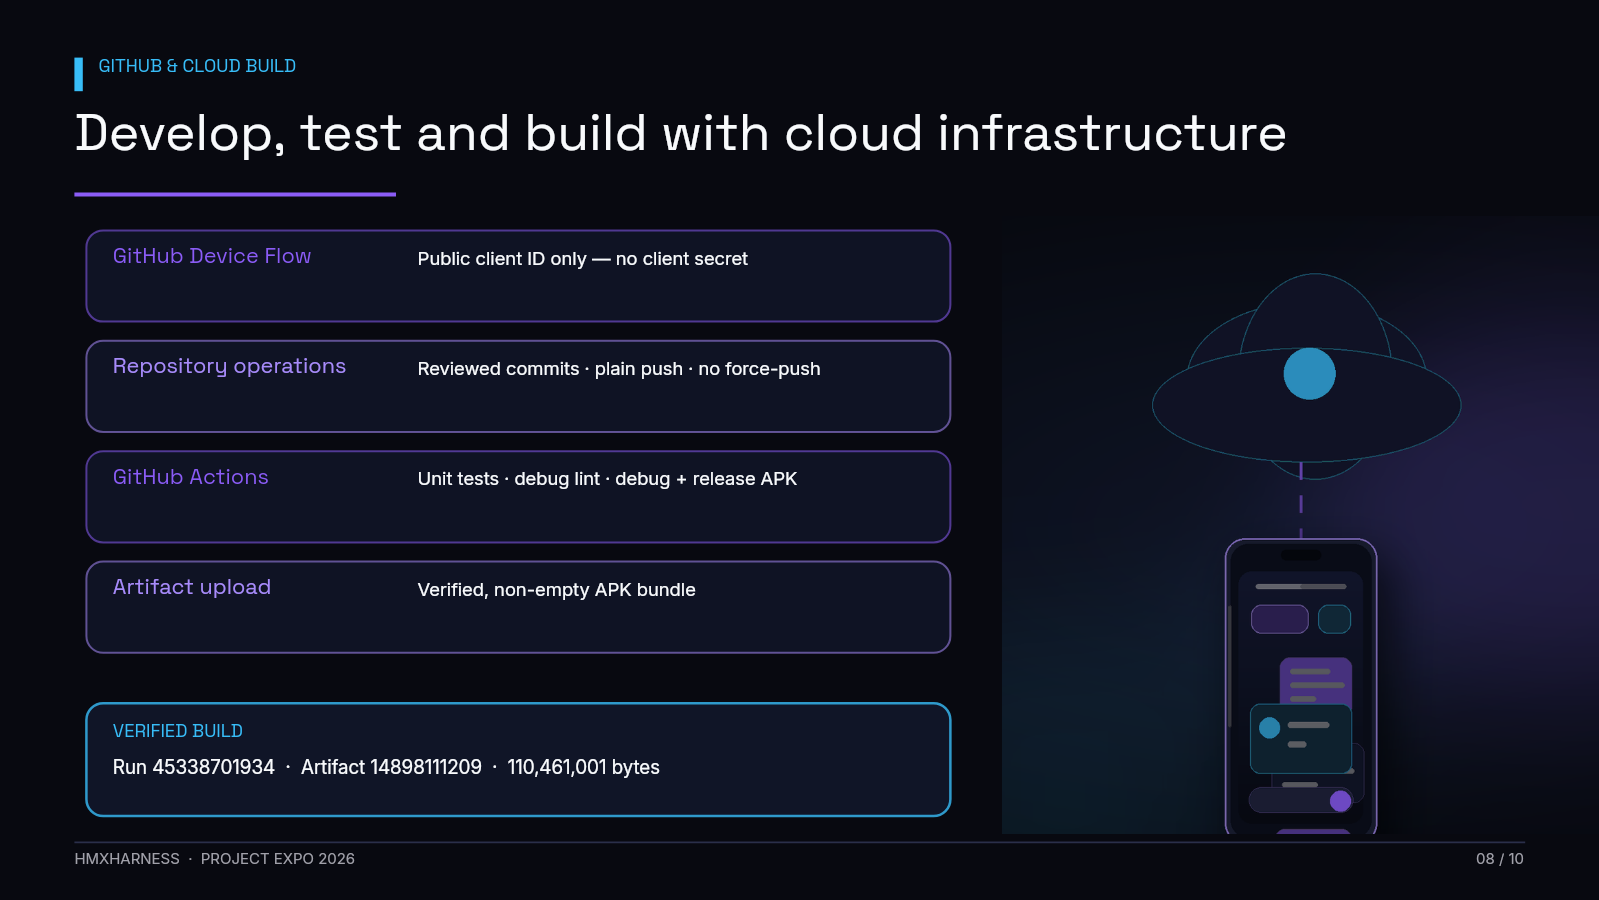 GITHUB & CLOUD BUILD
Develop, test and build with cloud infrastructure
GitHub Device Flow
Public client ID only — no client secret
Repository operations
Reviewed commits · plain push · no force-push
GitHub Actions
Unit tests · debug lint · debug + release APK
Artifact upload
Verified, non-empty APK bundle
VERIFIED BUILD
Run 45338701934 · Artifact 14898111209 · 110,461,001 bytes
HMXHARNESS · PROJECT EXPO 2026
08 / 10